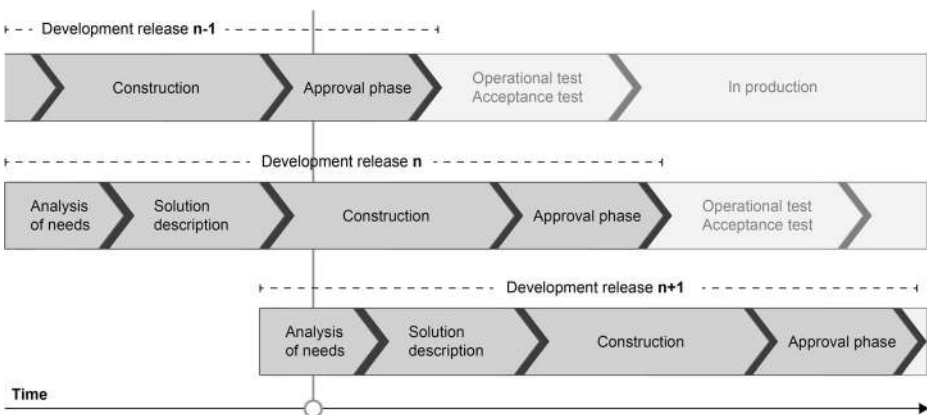 Development release n-1
Construction
Approval phase
Operational test
Acceptance test
In production
Development release n
Analysis
of needs
Solution
description
Construction
Approval phase
Operational test
Acceptance test
Development release n+1
Analysis
of needs
Solution
description
Construction
Approval phase
Time